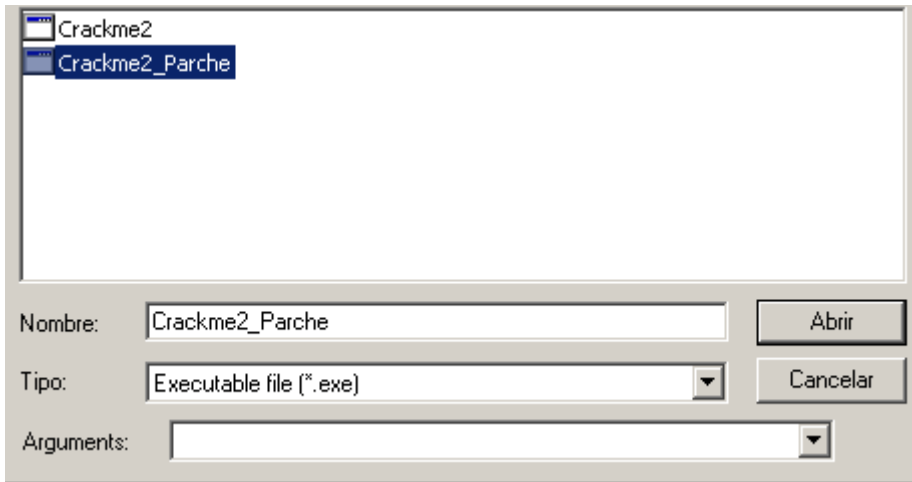 Crackme2
Crackme2_Parche
Nombre: Crackme2_Parche Abrir
Tipo: Executable file (*.exe) Cancelar
Arguments: